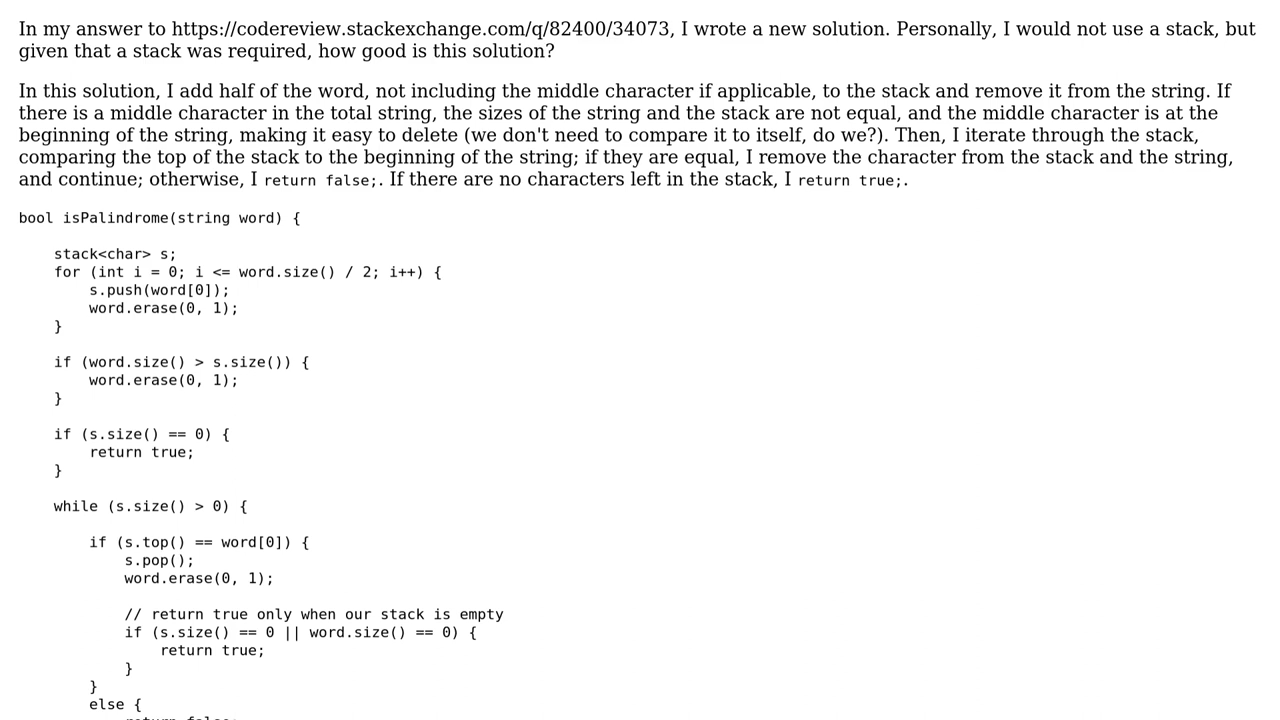 In my answer to https://codereview.stackexchange.com/q/82400/34073, I wrote a new solution. Personally, I would not use a stack, but
given that a stack was required, how good is this solution?
In this solution, I add half of the word, not including the middle character if applicable, to the stack and remove it from the string. If
there is a middle character in the total string, the sizes of the string and the stack are not equal, and the middle character is at the
beginning of the string, making it easy to delete (we don't need to compare it to itself, do we?). Then, I iterate through the stack,
comparing the top of the stack to the beginning of the string; if they are equal, I remove the character from the stack and the string,
and continue; otherwise, I return false;. If there are no characters left in the stack, I return true;.
bool isPalindrome(string word) {
    stack<char> s;
    for (int i = 0; i <= word.size() / 2; i++) {
        s.push(word[0]);
        word.erase(0, 1);
    }
    if (word.size() > s.size()) {
        word.erase(0, 1);
    }
    if (s.size() == 0) {
        return true;
    }
    while (s.size() > 0) {
        if (s.top() == word[0]) {
            s.pop();
            word.erase(0, 1);
            // return true only when our stack is empty
            if (s.size() == 0 || word.size() == 0) {
                return true;
            }
        }
        else {
            return false;